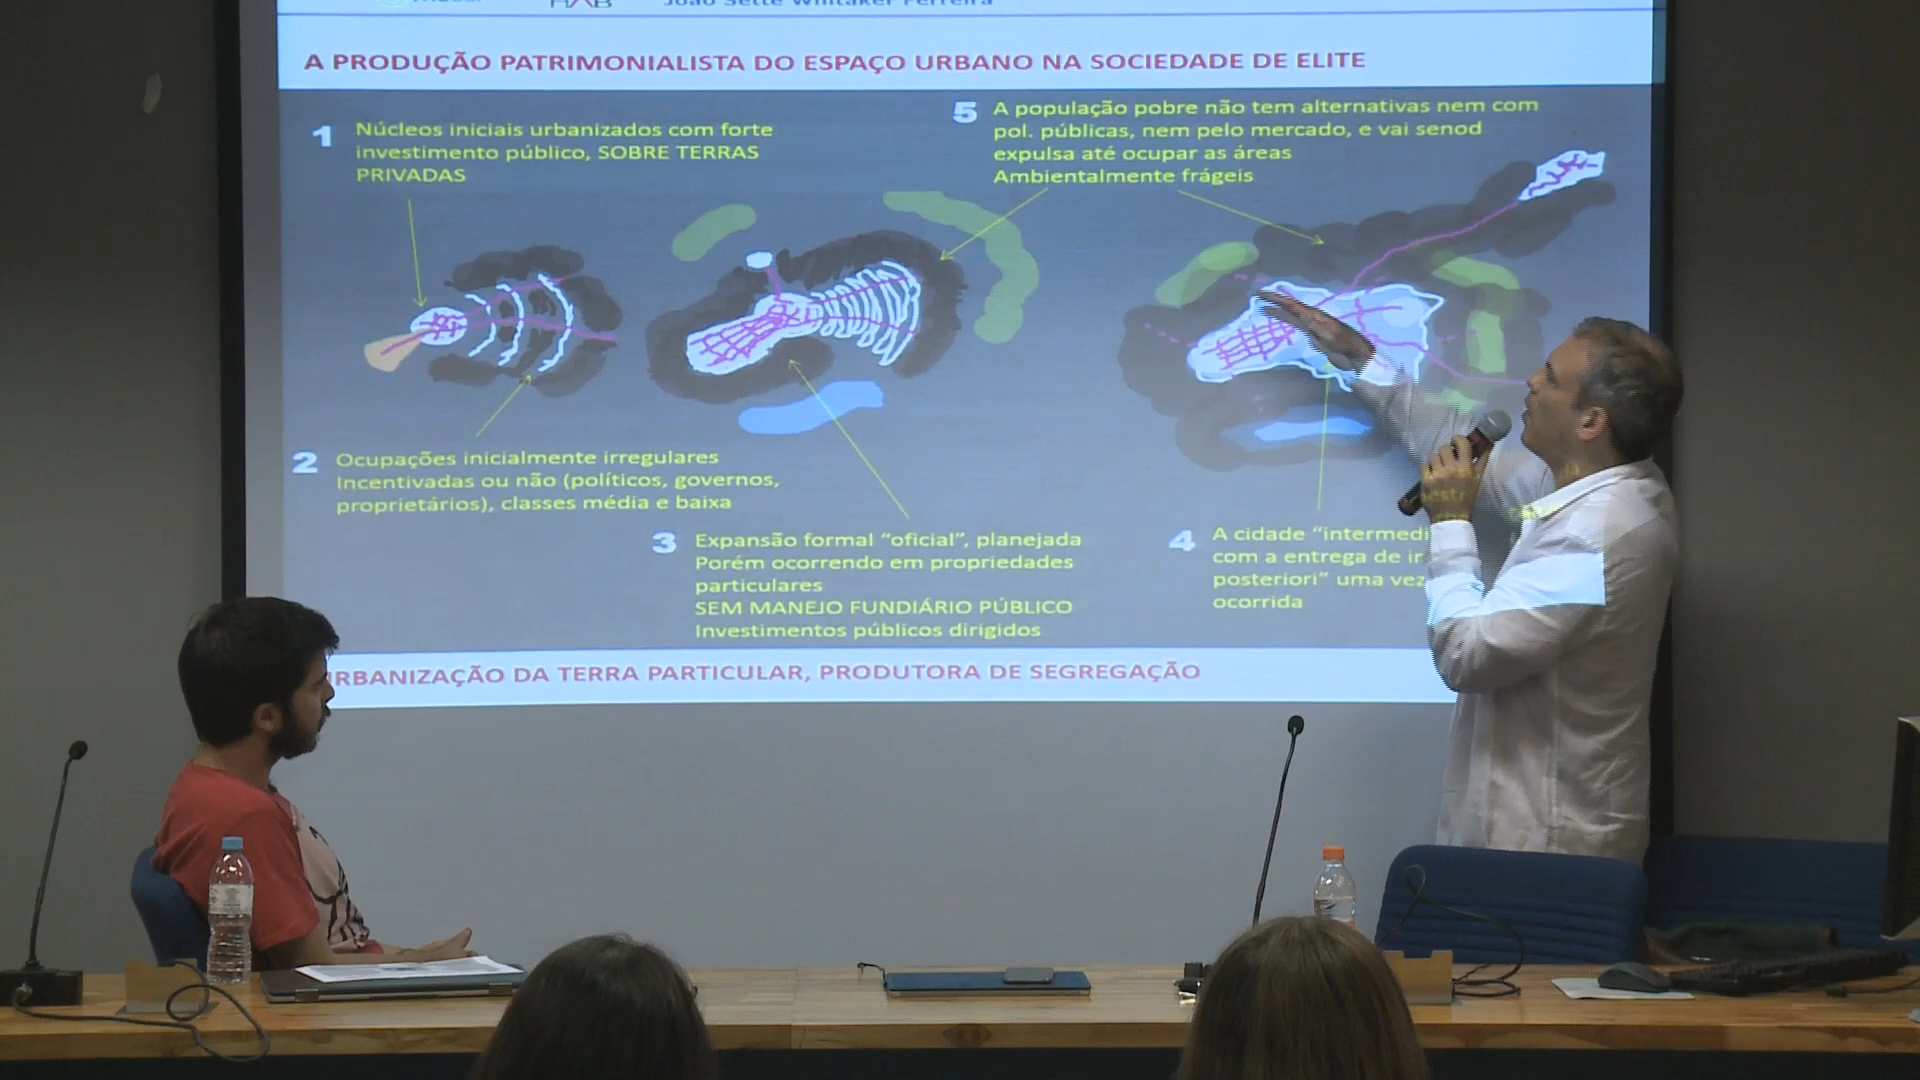 João Sette Whitaker Ferreira
A PRODUÇÃO PATRIMONIALISTA DO ESPAÇO URBANO NA SOCIEDADE DE ELITE
1
Núcleos iniciais urbanizados com forte
investimento público, SOBRE TERRAS
PRIVADAS
5
A população pobre não tem alternativas nem com
pol. públicas, nem pelo mercado, e vai senod
expulsa até ocupar as áreas
Ambientalmente frágeis
2
Ocupações inicialmente irregulares
Incentivadas ou não (políticos, governos,
proprietários), classes média e baixa
3
Expansão formal "oficial", planejada
Porém ocorrendo em propriedades
particulares
SEM MANEJO FUNDIÁRIO PÚBLICO
Investimentos públicos dirigidos
4
A cidade "intermedi
com a entrega de
posteriori" uma vez
ocorrida
RBANIZAÇÃO DA TERRA PARTICULAR, PRODUTORA DE SEGREGAÇÃO